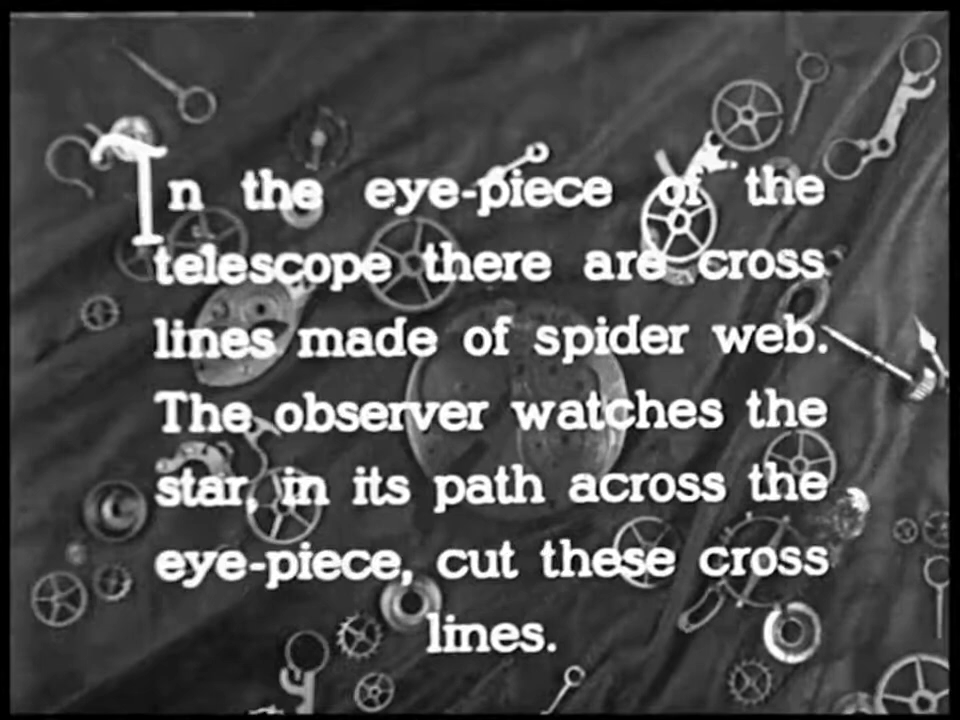 In the eye-piece of the
telescope there are cross
lines made of spider web.
The observer watches the
star, in its path across the
eye-piece, cut these cross
lines.